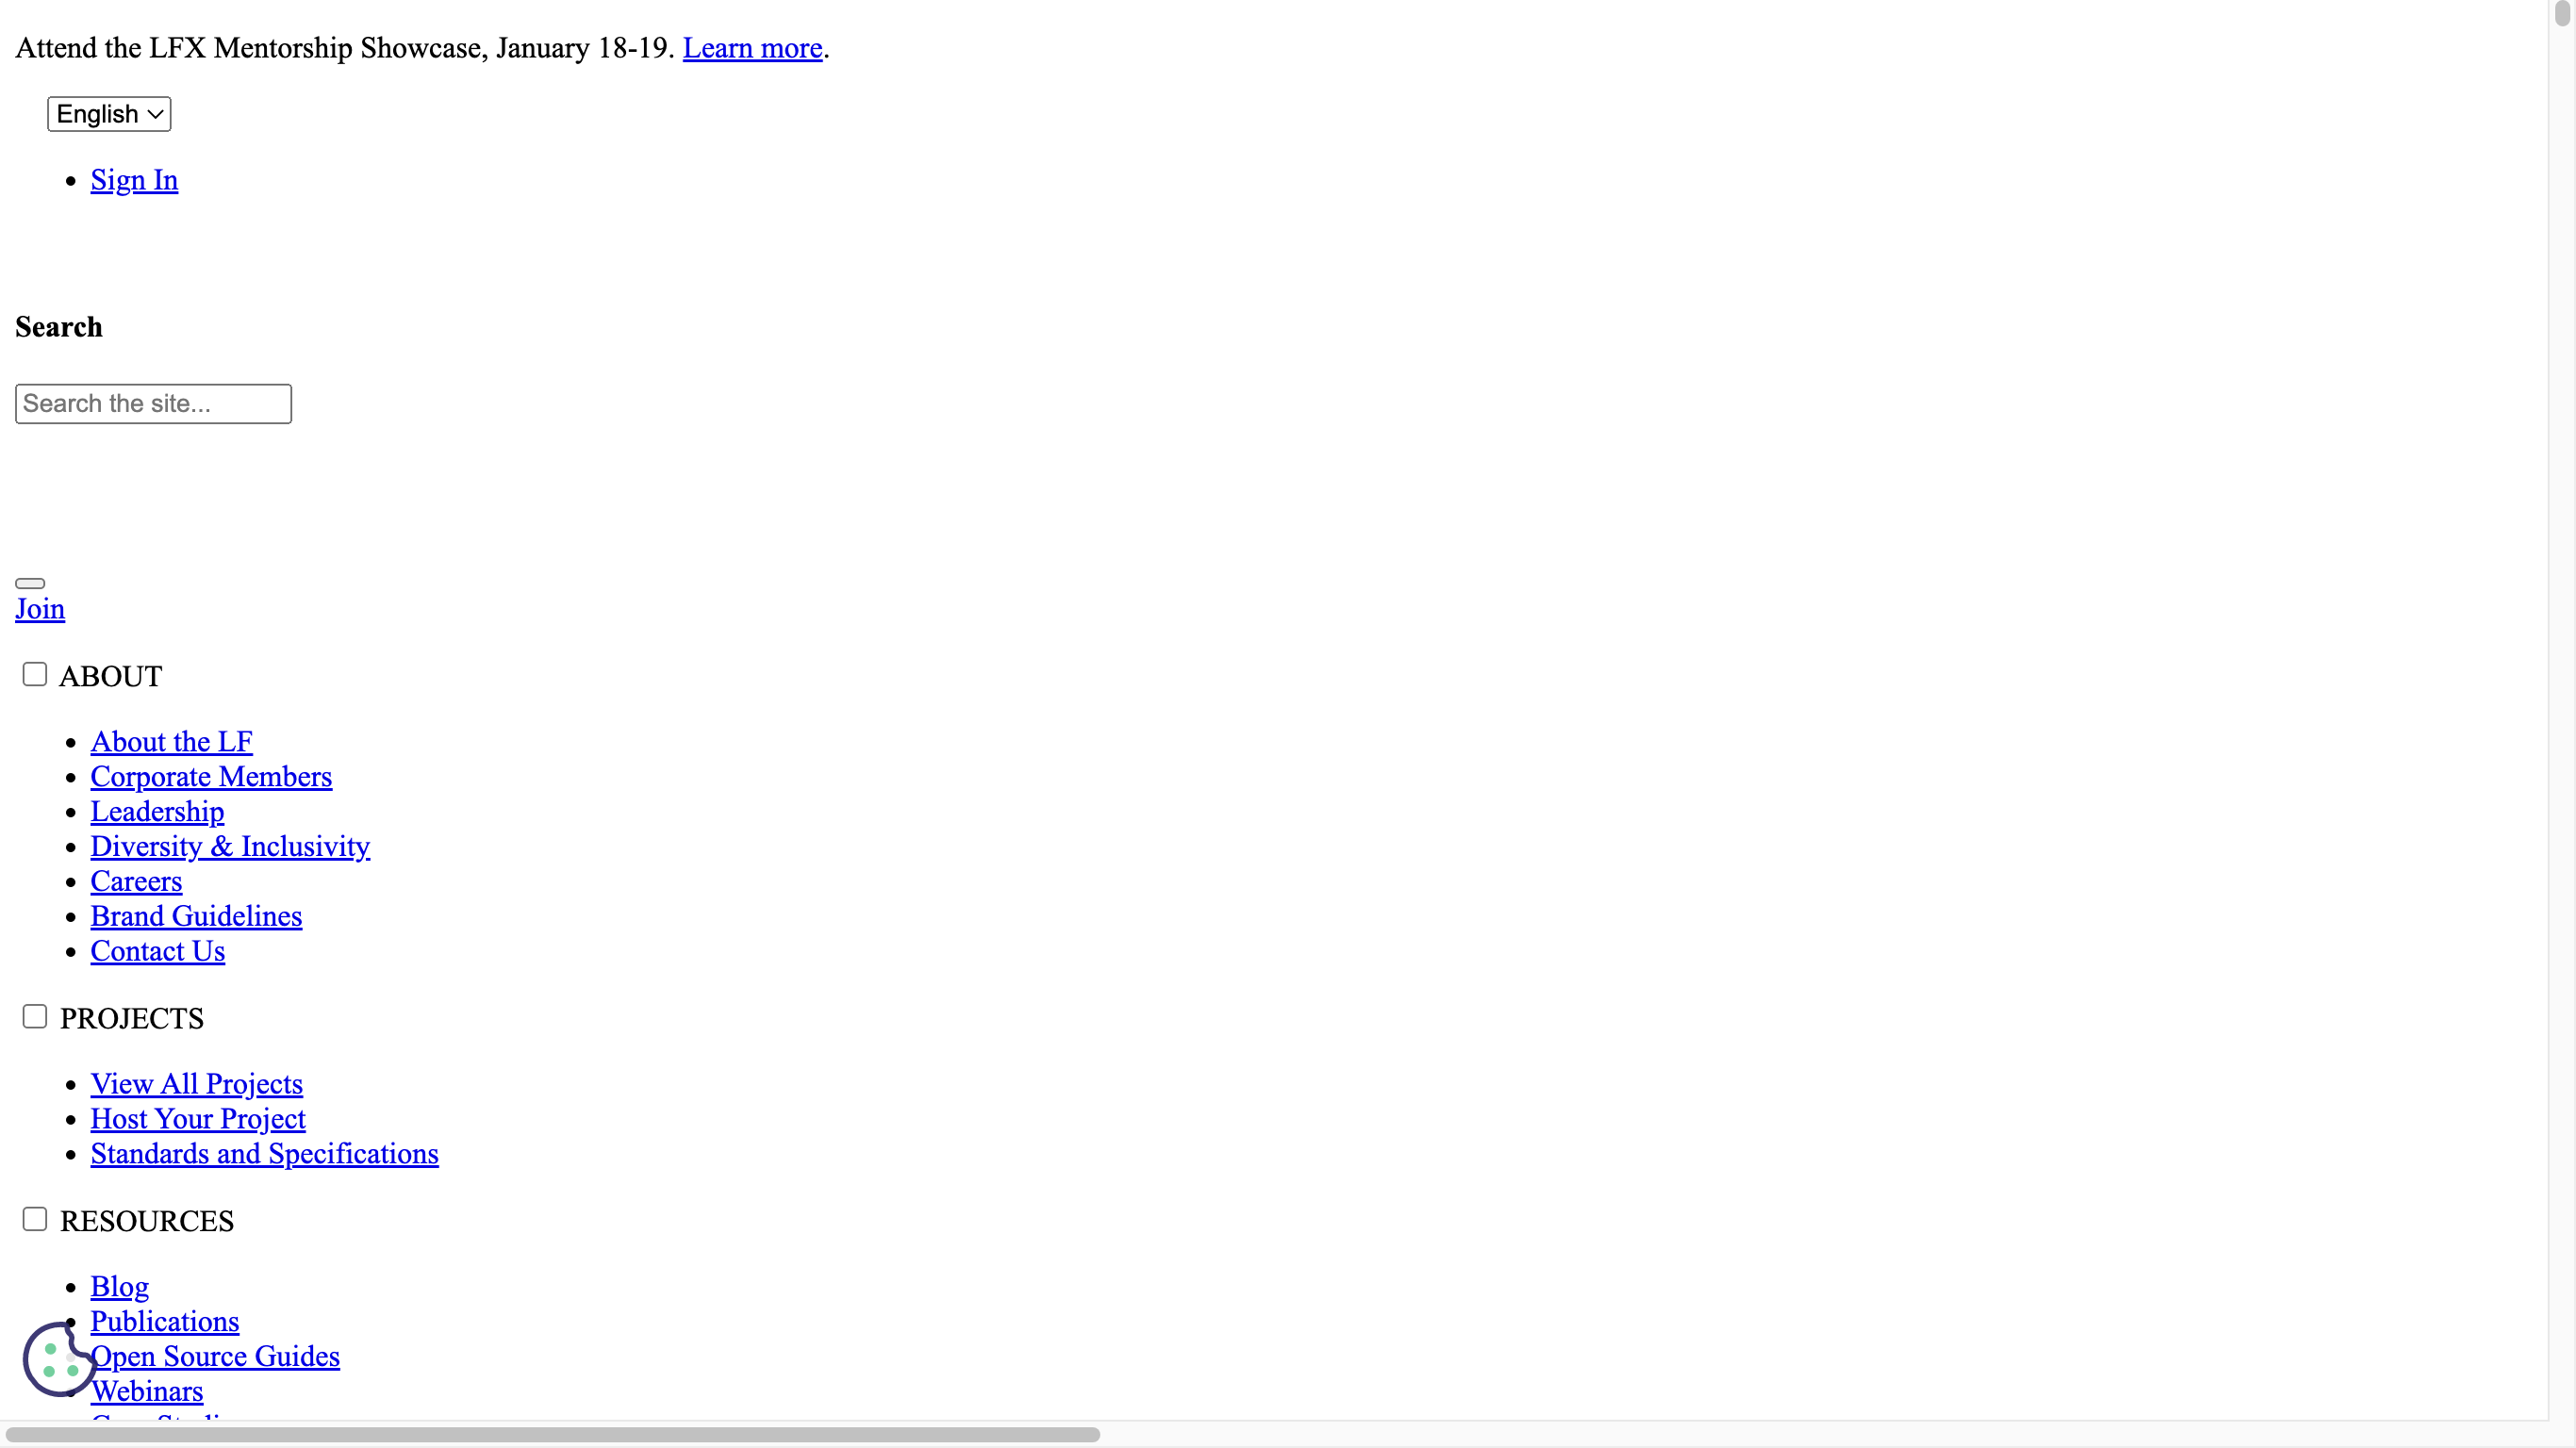 Attend the LFX Mentorship Showcase, January 18-19. Learn more.
English
Sign In
Search
Search the site...
Join
ABOUT
About the LF
Corporate Members
Leadership
Diversity & Inclusivity
Careers
Brand Guidelines
Contact Us
PROJECTS
View All Projects
Host Your Project
Standards and Specifications
RESOURCES
Blog
Publications
Open Source Guides
Webinars